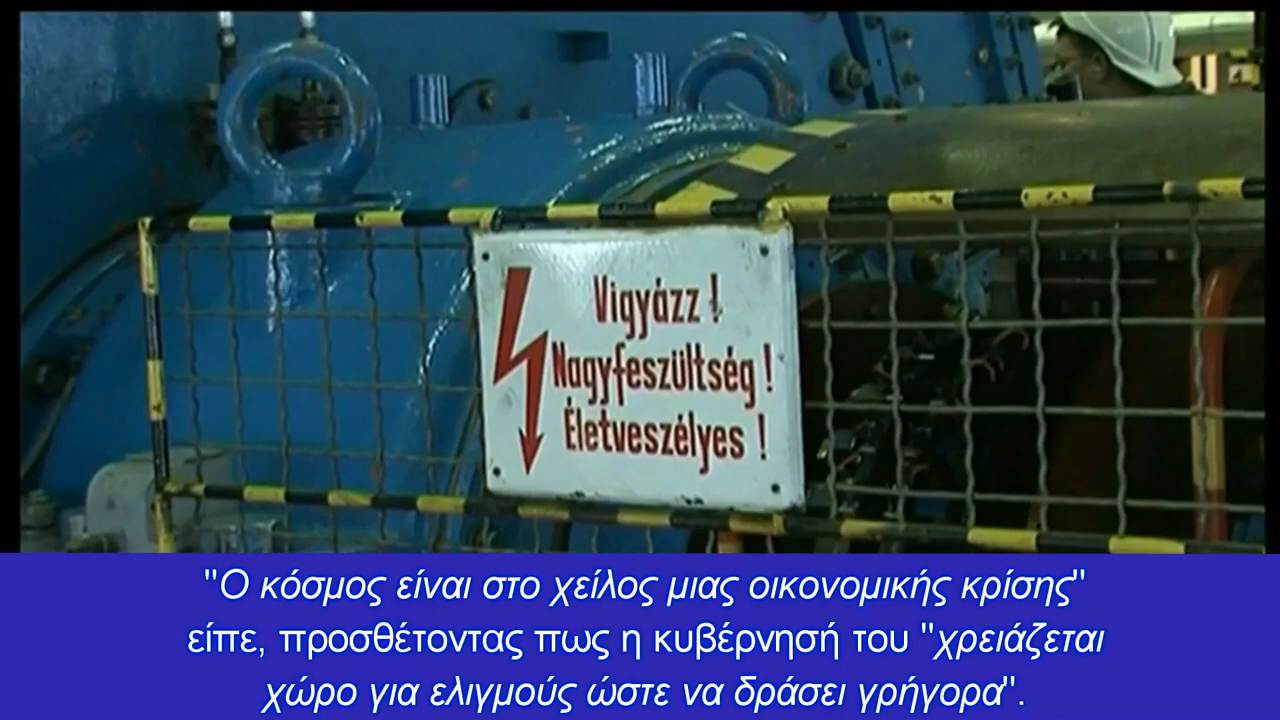 Vigyázz !
Nagyfeszültség !
Életveszélyes !
"Ο κόσμος είναι στο χείλος μιας οικονομικής κρίσης"
είπε, προσθέτοντας πως η κυβέρνησή του "χρειάζεται
χώρο για ελιγμούς ώστε να δράσει γρήγορα".